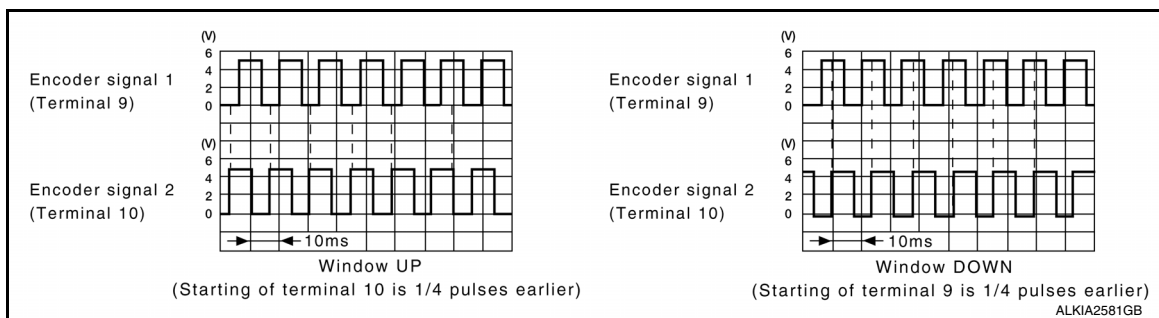 (V)
6
Encoder signal 1
4
(Terminal 9)
2
0
(V)
6
Encoder signal 2
4
(Terminal 10)
2
0
10ms
Window UP
(Starting of terminal 10 is 1/4 pulses earlier)
(V)
6
Encoder signal 1
4
(Terminal 9)
2
0
(V)
6
Encoder signal 2
4
(Terminal 10)
2
0
10ms
Window DOWN
(Starting of terminal 9 is 1/4 pulses earlier)
ALKIA2581GB